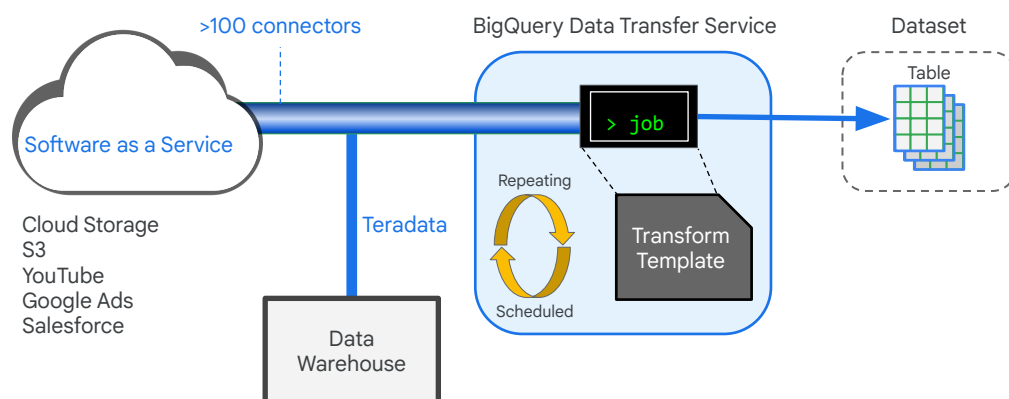 >100 connectors
BigQuery Data Transfer Service
Dataset
Table
> job
Software as a Service
Repeating
Cloud Storage
S3
YouTube
Google Ads
Salesforce
Teradata
Transform
Template
Scheduled
Data
Warehouse